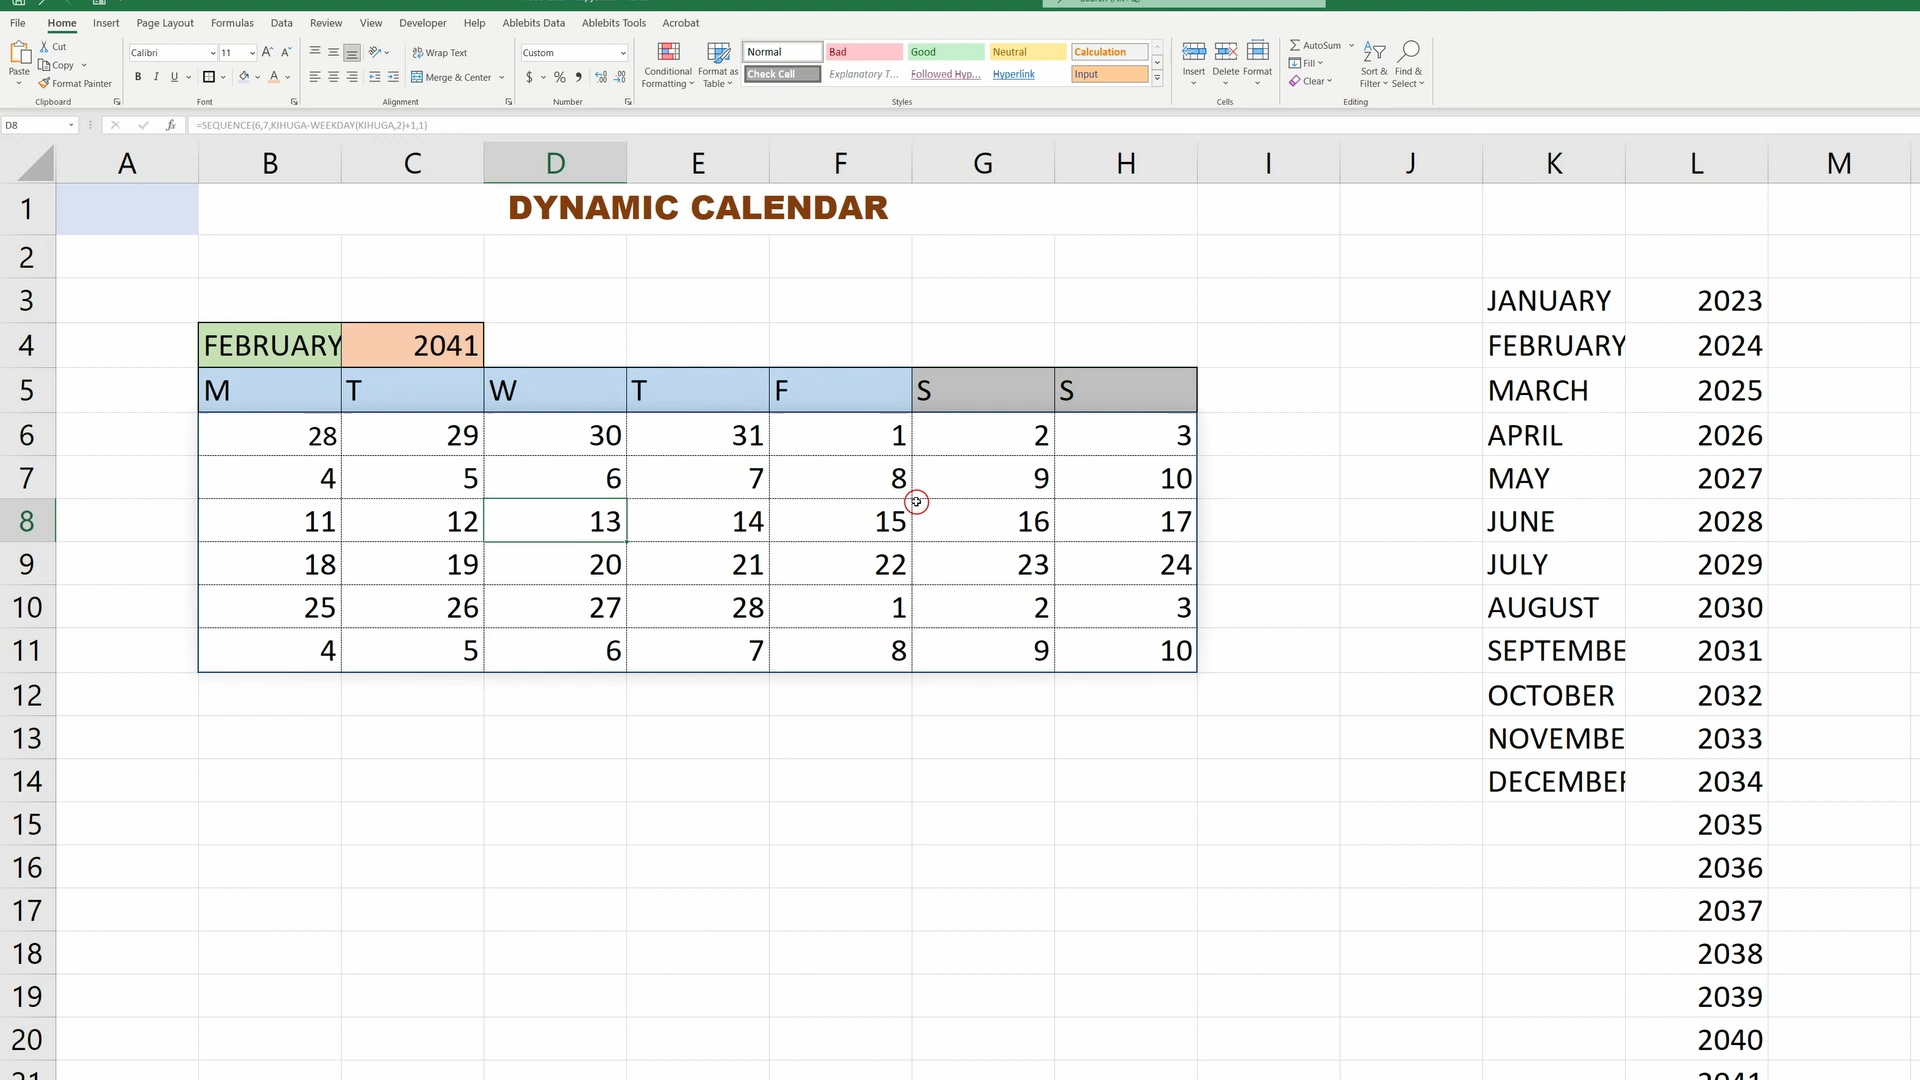 File Home Insert Page Layout Formulas Data Review View Developer Help Ablebits Data Ablebits Tools Acrobat
Paste Cut Copy Format Painter Clipboard
Calibri 11 B I U A Font
Wrap Text Merge & Center Alignment
Custom $ % Number
Conditional Formatting Format as Table
Normal Bad Good Neutral Calculation
Check Cell Explanatory T... Followed Hyp... Hyperlink Input
Styles
Insert Delete Format Cells
AutoSum Fill Clear Sort & Filter Find & Select Editing
D8 fx =SEQUENCE(6,7,KIHUGA-WEEKDAY(KIHUGA,2)+1,1)
A B C D E F G H I J K L M
1 DYNAMIC CALENDAR
2
3 JANUARY 2023
4 FEBRUARY 2041 FEBRUARY 2024
5 M T W T F S S MARCH 2025
6 28 29 30 31 1 2 3 APRIL 2026
7 4 5 6 7 8 9 10 MAY 2027
8 11 12 13 14 15 16 17 JUNE 2028
9 18 19 20 21 22 23 24 JULY 2029
10 25 26 27 28 1 2 3 AUGUST 2030
11 4 5 6 7 8 9 10 SEPTEMBE 2031
12 OCTOBER 2032
13 NOVEMBE 2033
14 DECEMBER 2034
15 2035
16 2036
17 2037
18 2038
19 2039
20 2040